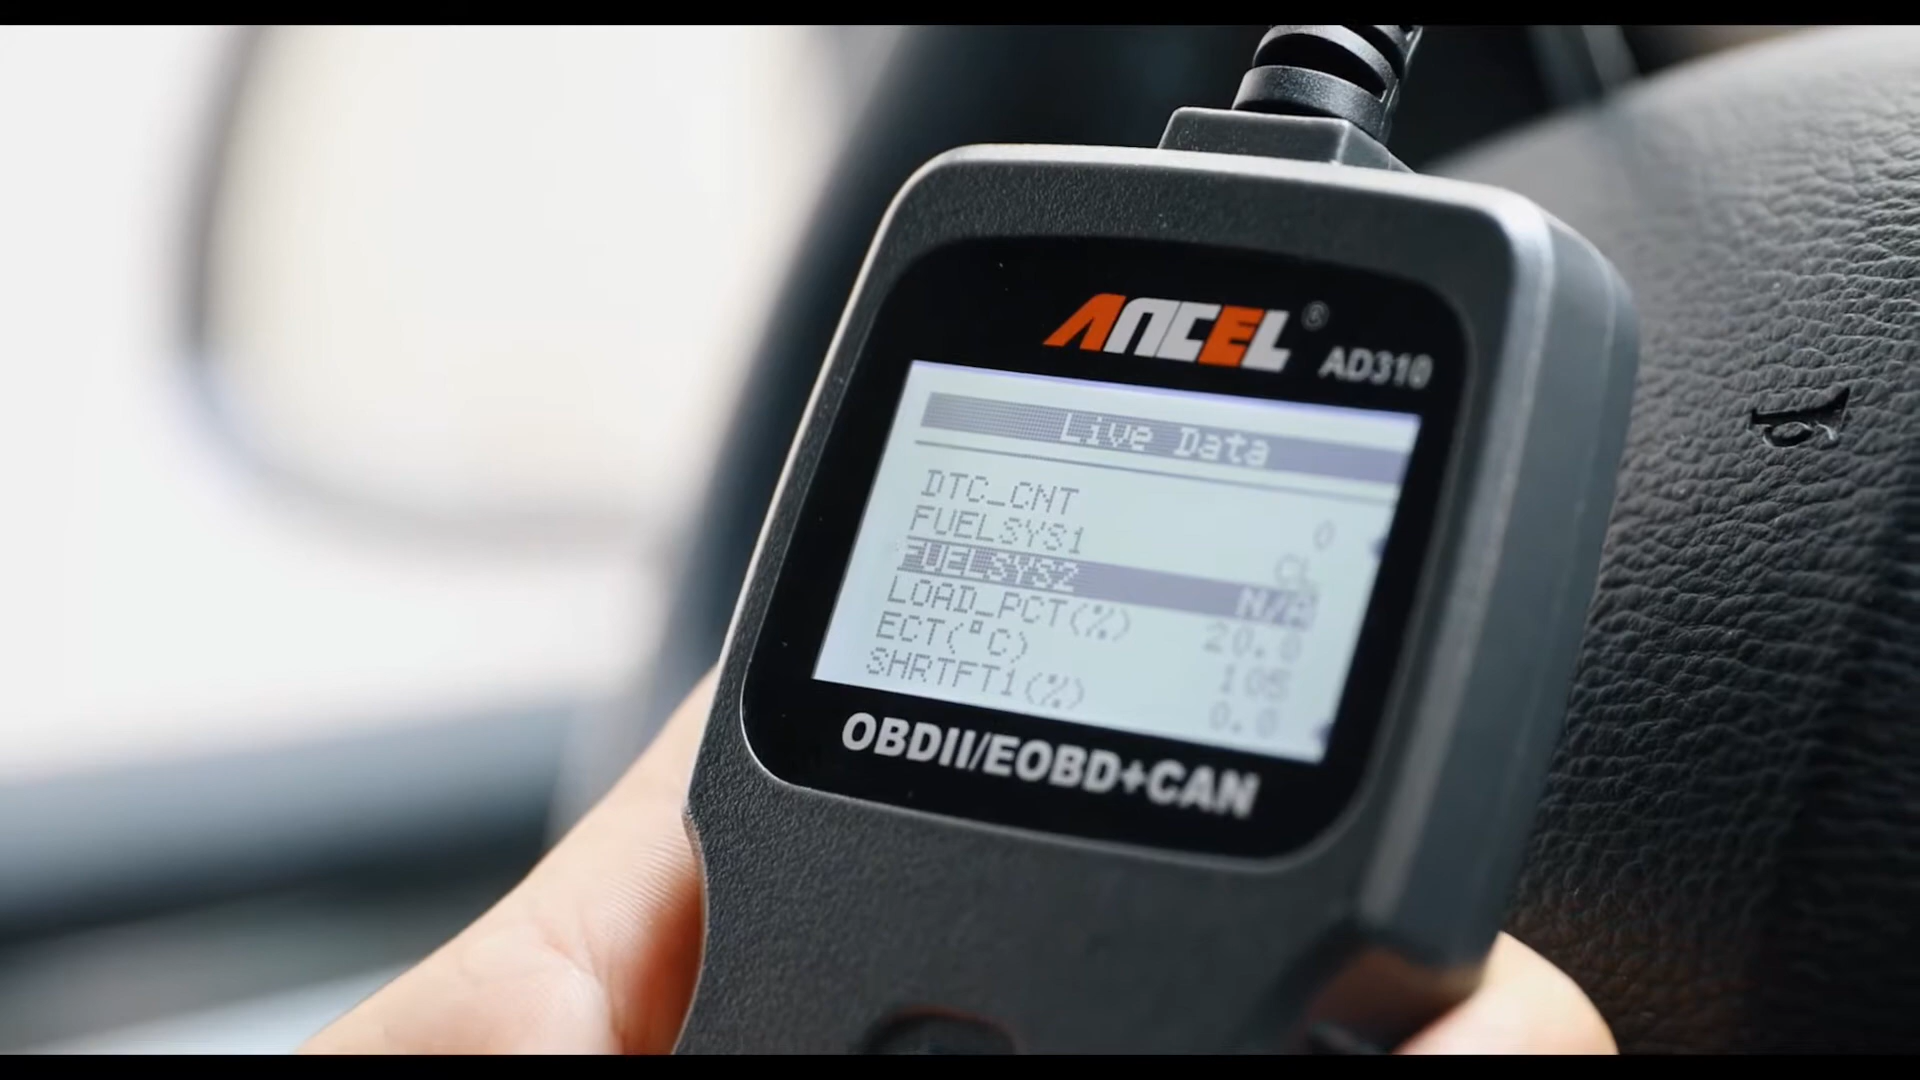 ANCEL® AD310
Live Data
DTC_CNT 0
FUELSYS1 CL
FUELSYS2 N/A
LOAD_PCT(%) 20.0
ECT(°C) 105
SHRTFT1(%) 0.0
OBDII/EOBD+CAN